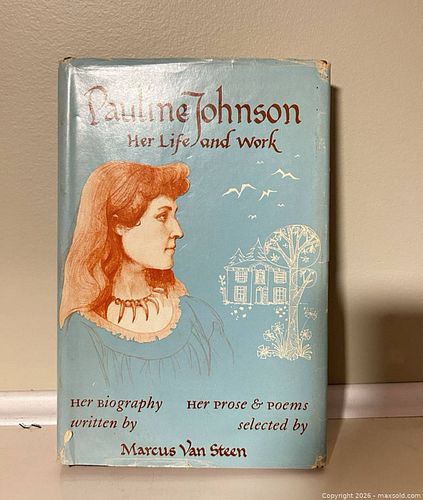 Pauline Johnson
Her Life and Work
Her Biography
written by
Her Prose & Poems
selected by
Marcus Van Steen
Copyright © 2026 - maxsold.com